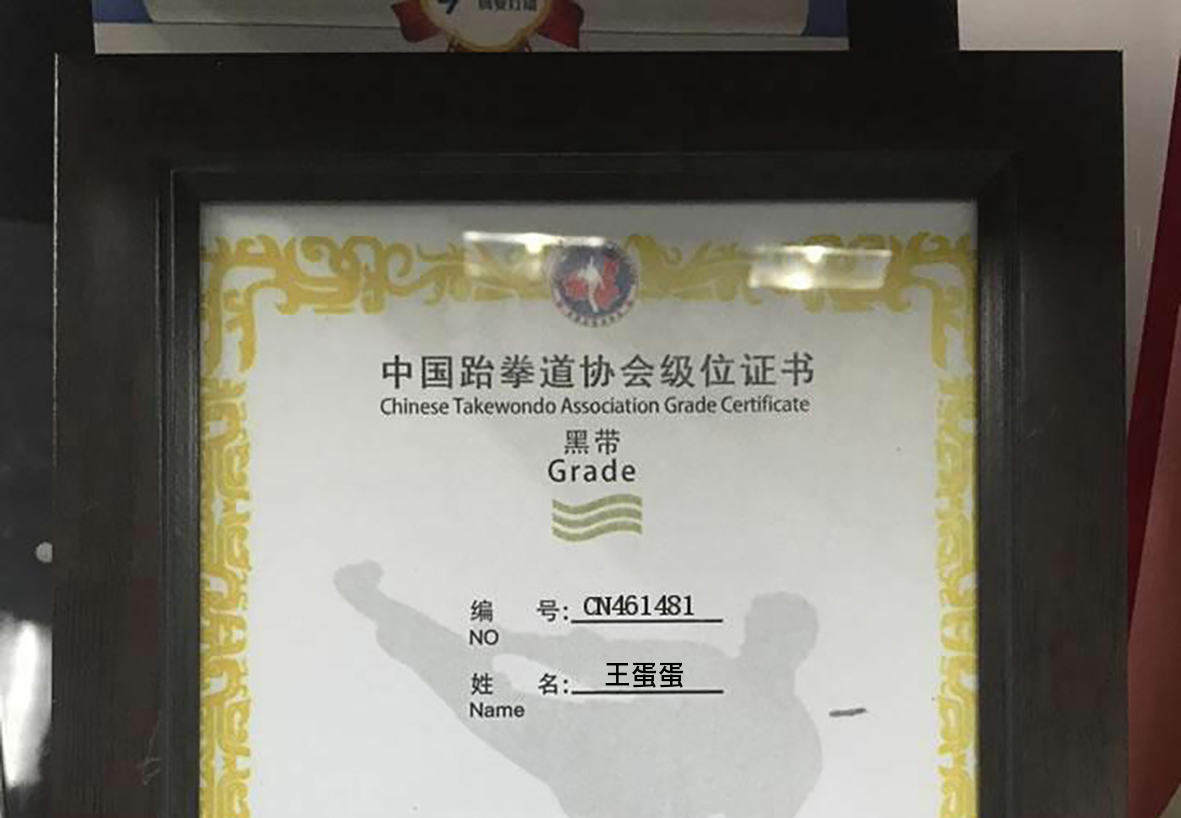 中国跆拳道协会级位证书
Chinese Takewondo Association Grade Certificate
黑带
Grade
编 号: CN461481
NO
姓 名: 王蛋蛋
Name